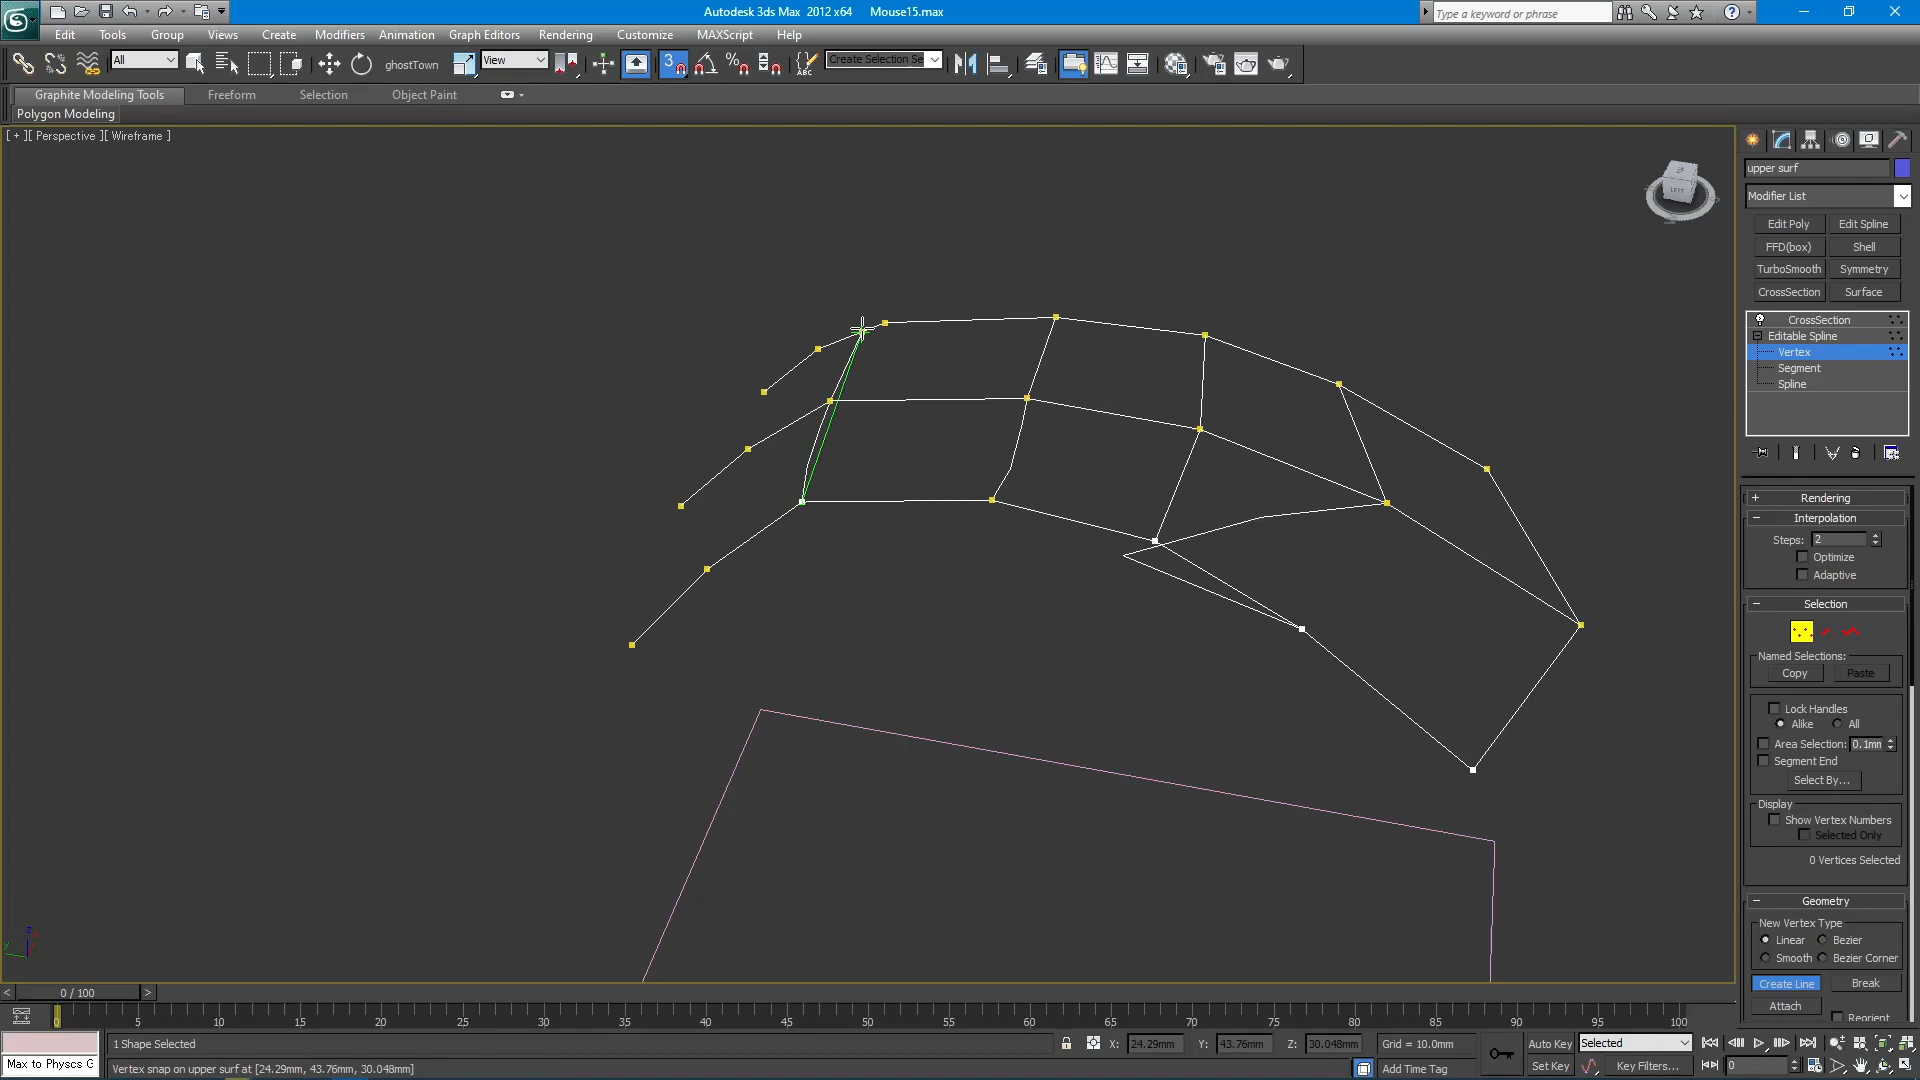 Autodesk 3ds Max 2012 x64 Mouse15.max
Type a keyword or phrase
Edit Tools Group Views Create Modifiers Animation Graph Editors Rendering Customize MAXScript Help
All
ghostTown
View
3
ABC
Create Selection Se
Graphite Modeling Tools Freeform Selection Object Paint
Polygon Modeling
[ + ][ Perspective ][ Wireframe ]
LEFT
upper surf
Modifier List
Edit Poly Edit Spline
FFD(box) Shell
TurboSmooth Symmetry
CrossSection Surface
CrossSection
Editable Spline
Vertex
Segment
Spline
+ Rendering
− Interpolation
Steps: 2
Optimize
Adaptive
− Selection
Named Selections:
Copy Paste
Lock Handles
Alike All
Area Selection: 0.1mm
Segment End
Select By...
Display
Show Vertex Numbers
Selected Only
0 Vertices Selected
− Geometry
New Vertex Type
Linear Bezier
Smooth Bezier Corner
Create Line Break
Attach
Reorient
z
y
< 0 / 100 >
0 5 10 15 20 25 30 35 40 45 50 55 60 65 70 75 80 85 90 95 100
1 Shape Selected
X: 24.29mm Y: 43.76mm Z: 30.048mm
Grid = 10.0mm
Auto Key Selected
Max to Physcs G
Vertex snap on upper surf at [24.29mm, 43.76mm, 30.048mm]
Add Time Tag
Set Key Key Filters... 0